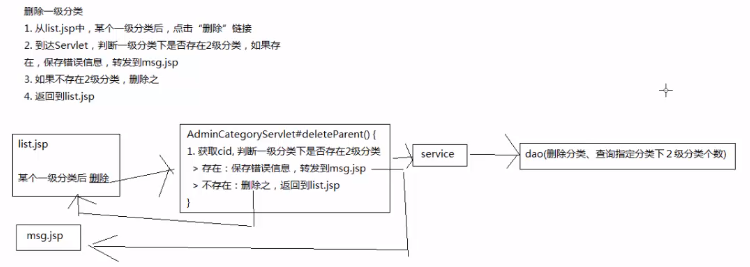 删除一级分类
1. 从list.jsp中，某个一级分类后，点击“删除”链接
2. 到达Servlet，判断一级分类下是否存在2级分类，如果存
在，保存错误信息，转发到msg.jsp
3. 如果不存在2级分类，删除之
4. 返回到list.jsp
list.jsp
某个一级分类后 删除
AdminCategoryServlet#deleteParent() {
1. 获取cid, 判断一级分类下是否存在2级分类
> 存在：保存错误信息，转发到msg.jsp
> 不存在：删除之，返回到list.jsp
}
service
dao(删除分类、查询指定分类下２级分类个数)
msg.jsp